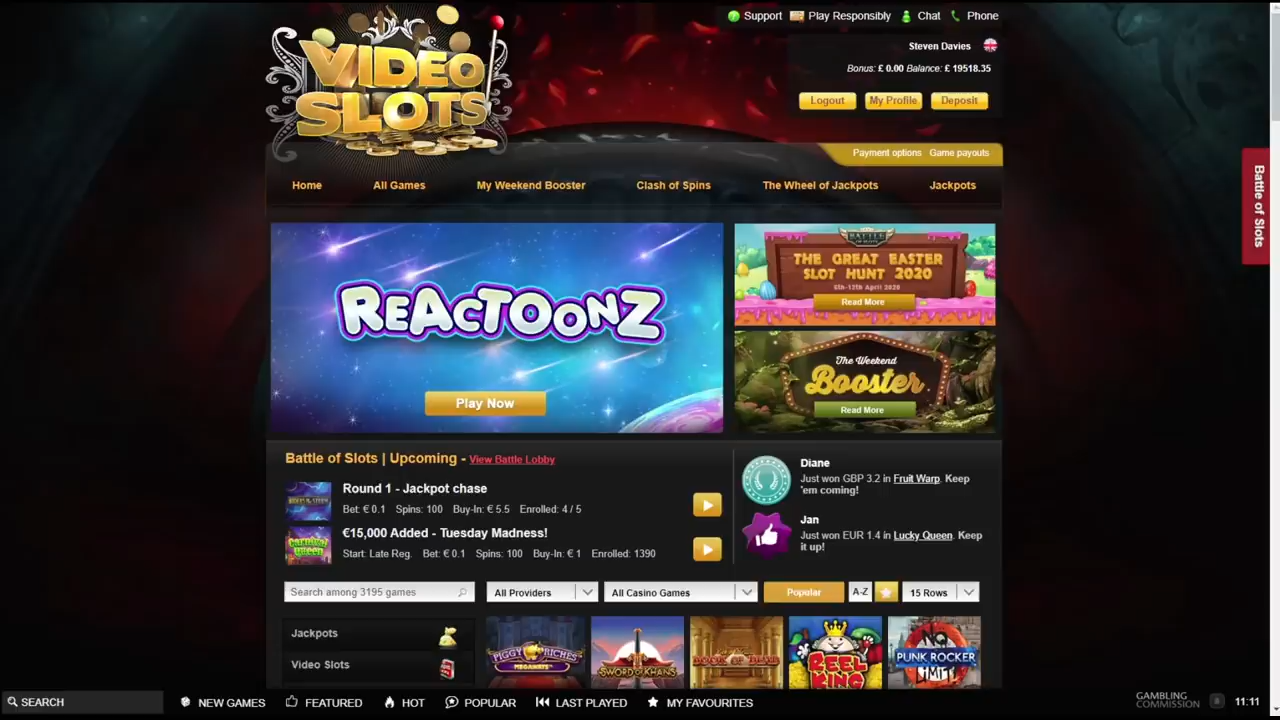 Support Play Responsibly Chat Phone
VIDEO
SLOTS
Steven Davies
Bonus: £ 0.00 Balance: £ 19518.35
Logout My Profile Deposit
Payment options Game payouts
Home All Games My Weekend Booster Clash of Spins The Wheel of Jackpots Jackpots
Battle of Slots
REACTOONZ
Play Now
BATTLE
THE GREAT EASTER
SLOT HUNT 2020
6th-13th April 2020
Read More
The Weekend
Booster
Read More
Battle of Slots | Upcoming - View Battle Lobby
Round 1 - Jackpot chase
Bet: € 0.1 Spins: 100 Buy-In: € 5.5 Enrolled: 4 / 5
€15,000 Added - Tuesday Madness!
Start: Late Reg. Bet: € 0.1 Spins: 100 Buy-In: € 1 Enrolled: 1390
Diane
Just won GBP 3.2 in Fruit Warp. Keep
'em coming!
Jan
Just won EUR 1.4 in Lucky Queen. Keep
it up!
Search among 3195 games All Providers All Casino Games Popular A-Z 15 Rows
Jackpots
Video Slots
PIGGY RICHES
MEGAWAYS
SWORD OF KHANS
BOOK OF DEAD
REEL
KING
NO
PUNK ROCKER
LIMIT
SEARCH NEW GAMES FEATURED HOT POPULAR LAST PLAYED MY FAVOURITES
GAMBLING
COMMISSION
11:11